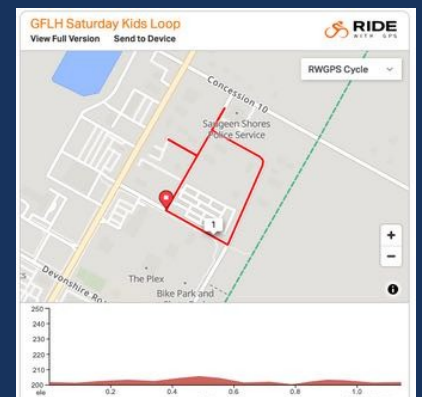 GFLH Saturday Kids Loop
View Full Version Send to Device
RIDE
WITH GPS
RWGPS Cycle
Concession 10
Saugeen Shores
Police Service
1
+
−
The Plex
Devonshire Ro
Bike Park and
250
240
230
220
210
200
ele 0.2 0.4 0.6 0.8 1.0